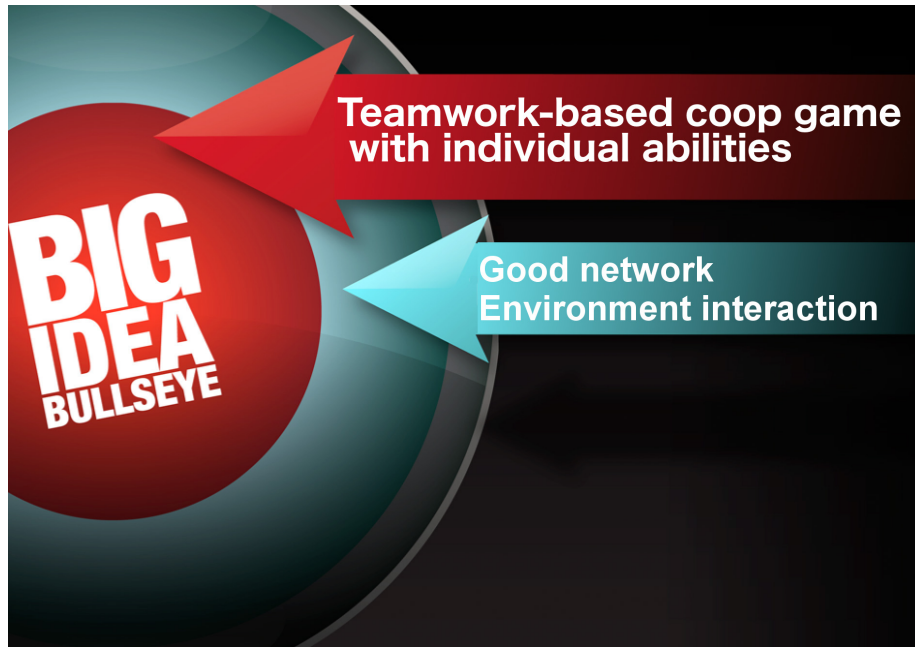 Teamwork-based coop game
with individual abilities
BIG
IDEA
BULLSEYE
Good network
Environment interaction